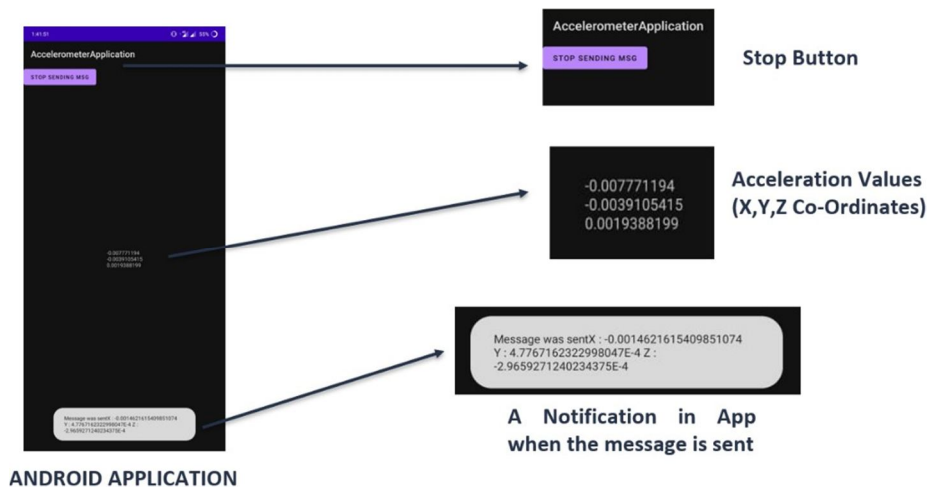 1:41:51
55%
AccelerometerApplication
STOP SENDING MSG
-0.007771194
-0.0039105415
0.0019388199
Message was sentX : -0.0014621615409851074
Y : 4.7767162322998047E-4 Z :
-2.9659271240234375E-4
ANDROID APPLICATION
AccelerometerApplication
STOP SENDING MSG
Stop Button
-0.007771194
-0.0039105415
0.0019388199
Acceleration Values
(X,Y,Z Co-Ordinates)
Message was sentX : -0.0014621615409851074
Y : 4.7767162322998047E-4 Z :
-2.9659271240234375E-4
A Notification in App
when the message is sent